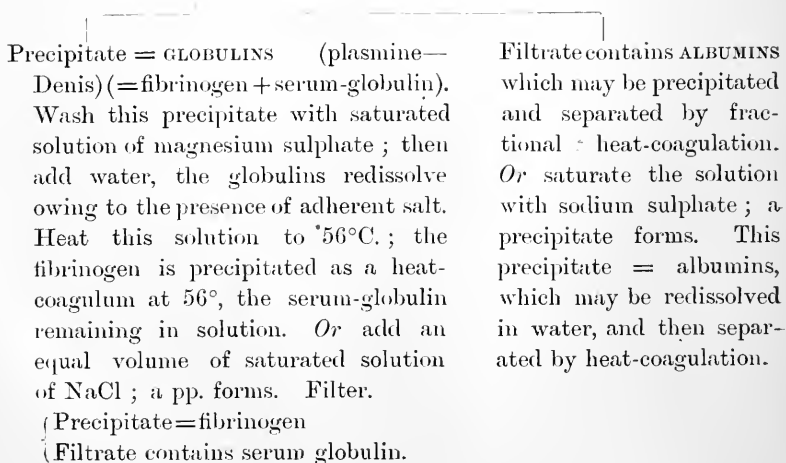 Precipitate = GLOBULINS (plasmine—
Denis) (=fibrinogen + serum-globulin).
Wash this precipitate with saturated
solution of magnesium sulphate ; then
add water, the globulins redissolve
owing to the presence of adherent salt.
Heat this solution to 56°C. ; the
fibrinogen is precipitated as a heat-
coagulum at 56°, the serum-globulin
remaining in solution. Or add an
equal volume of saturated solution
of NaCl ; a pp. forms. Filter.
Precipitate=fibrinogen
Filtrate contains serum globulin.
Filtrate contains ALBUMINS
which may be precipitated
and separated by frac-
tional heat-coagulation.
Or saturate the solution
with sodium sulphate ; a
precipitate forms. This
precipitate = albumins,
which may be redissolved
in water, and then separ-
ated by heat-coagulation.